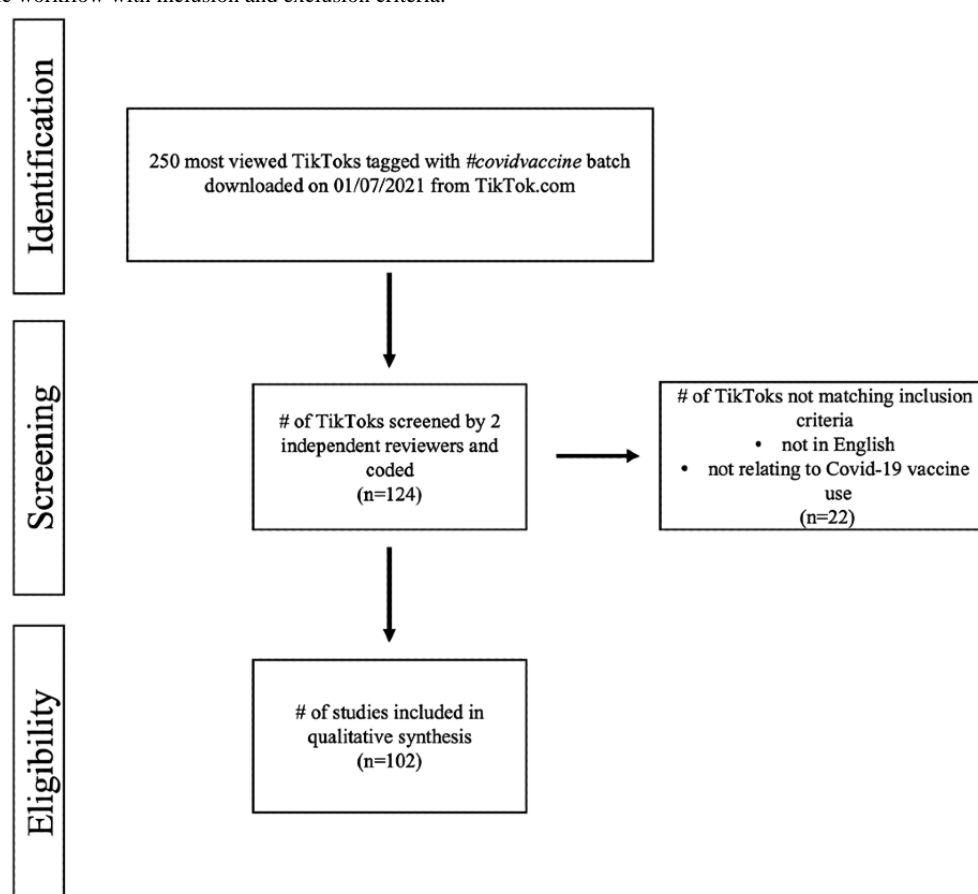 workflow with inclusion and exclusion criteria.
Identification
250 most viewed TikToks tagged with #covidvaccine batch
downloaded on 01/07/2021 from TikTok.com
Screening
# of TikToks screened by 2
independent reviewers and
coded
(n=124)
# of TikToks not matching inclusion
criteria
• not in English
• not relating to Covid-19 vaccine
use
(n=22)
Eligibility
# of studies included in
qualitative synthesis
(n=102)